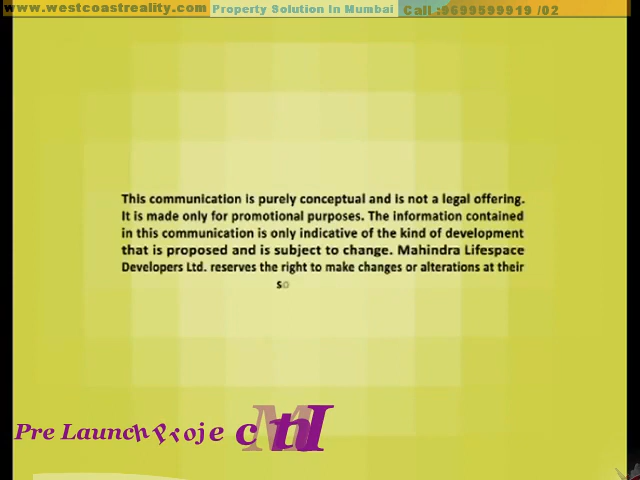 www.westcoastreality.com Property Solution In Mumbai Call :9699599919 /02
This communication is purely conceptual and is not a legal offering.
It is made only for promotional purposes. The information contained
in this communication is only indicative of the kind of development
that is proposed and is subject to change. Mahindra Lifespace
Developers Ltd. reserves the right to make changes or alterations at their
so
Pre Launch Project